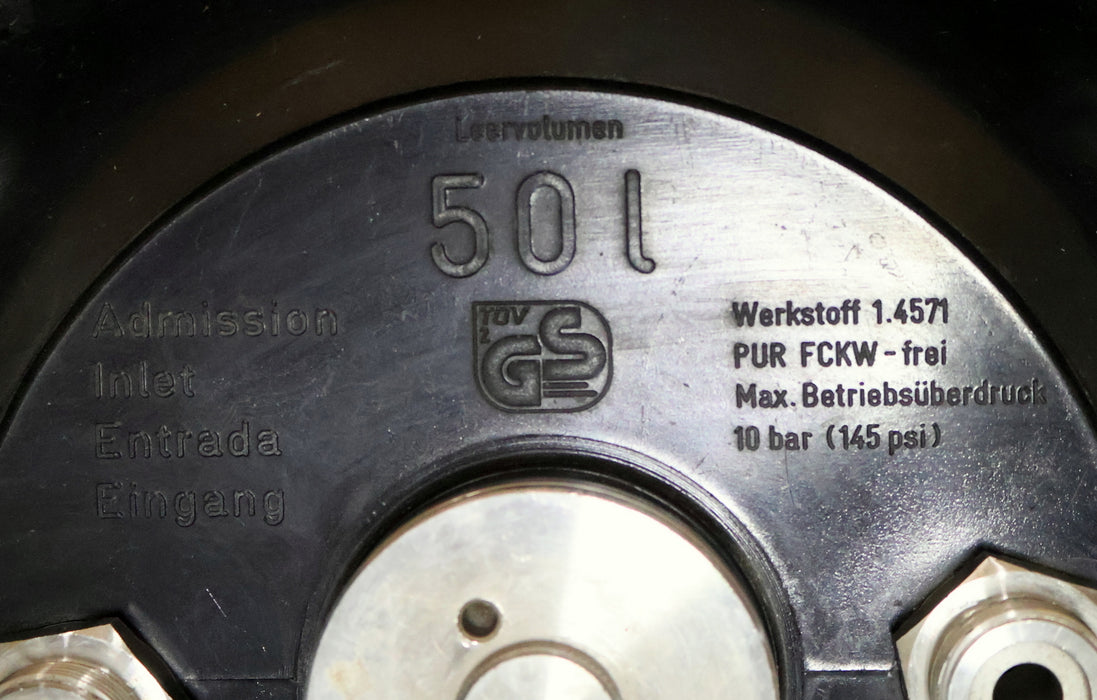 Leervolumen
50 l
TÜV
GS
Admission
Inlet
Entrada
Eingang
Werkstoff 1.4571
PUR FCKW-frei
Max. Betriebsüberdruck
10 bar (145 psi)